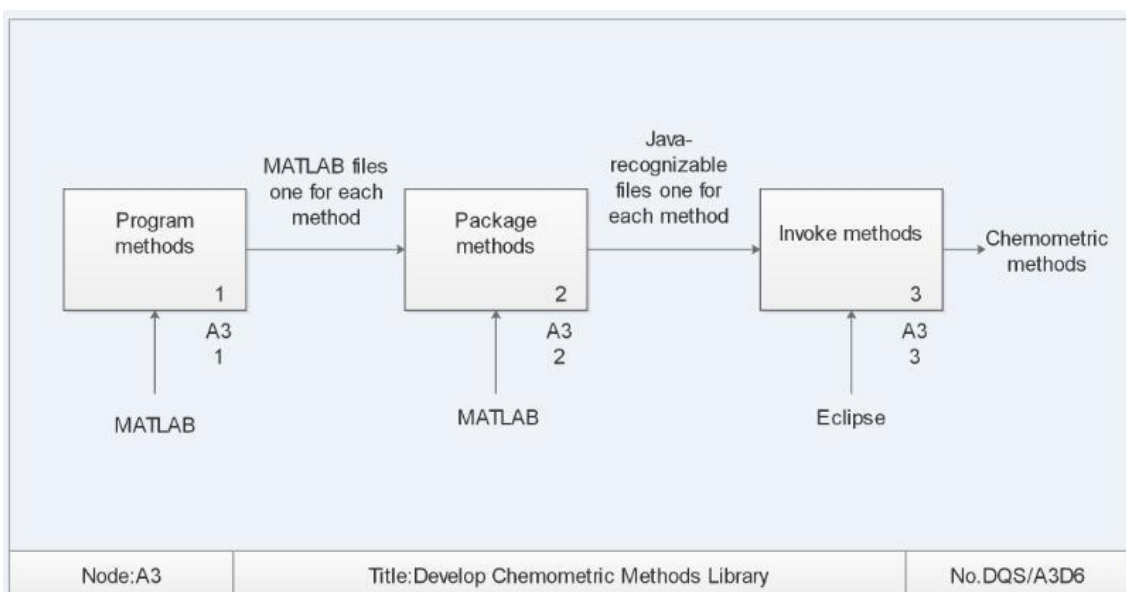 Program
methods
1
A3
1
MATLAB
MATLAB files
one for each
method
Package
methods
2
A3
2
MATLAB
Java-
recognizable
files one for
each method
Invoke methods
3
A3
3
Eclipse
Chemometric
methods
Node:A3
Title:Develop Chemometric Methods Library
No.DQS/A3D6